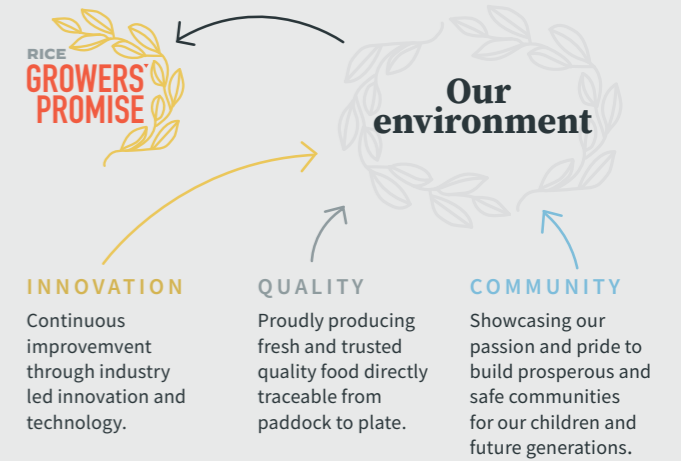 RICE
GROWERS'
PROMISE
Our
environment
INNOVATION
Continuous
improvemvent
through industry
led innovation and
technology.
QUALITY
Proudly producing
fresh and trusted
quality food directly
traceable from
paddock to plate.
COMMUNITY
Showcasing our
passion and pride to
build prosperous and
safe communities
for our children and
future generations.